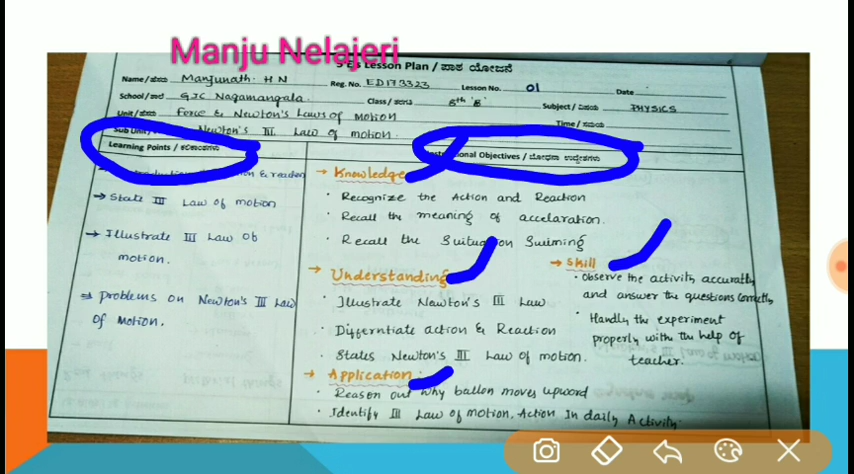 Manju Nelajeri
5 E's Lesson Plan / ಪಾಠ ಯೋಜನೆ
Name / ಹೆಸರು Manjunath. H N Reg. No. ED173323 Lesson No. 01 Date
School / ಶಾಲೆ GJC Nagamangala. Class / ತರಗತಿ 8th 'B' Subject / ವಿಷಯ PHYSICS
Unit / ಘಟಕ Force & Newton's Laws of Motion Time / ಸಮಯ
Sub Unit / Newton's III Law of motion.
Learning Points / ಕಲಿಕಾಂಶಗಳು
Objectives / ಬೋಧನಾ ಉದ್ದೇಶಗಳು
→ State III Law of motion
→ Illustrate III Law of
motion.
⇒ Problems on Newton's III Law
of Motion.
→ Knowledge
· Recognize the Action and Reaction
· Recall the meaning of accelaration.
· Recall the Swiming
→ Understanding
· Illustrate Newton's III Law
· Differntiate action & Reaction
· States Newton's III Law of motion.
→ Application
· Reason out why ballon moves upward
· Identify III Law of motion, Action In daily Activity.
→ Skill
· Observe the activity accuratly
and answer the questions correctly
· Handly the experiment
properly with the help of
teacher.